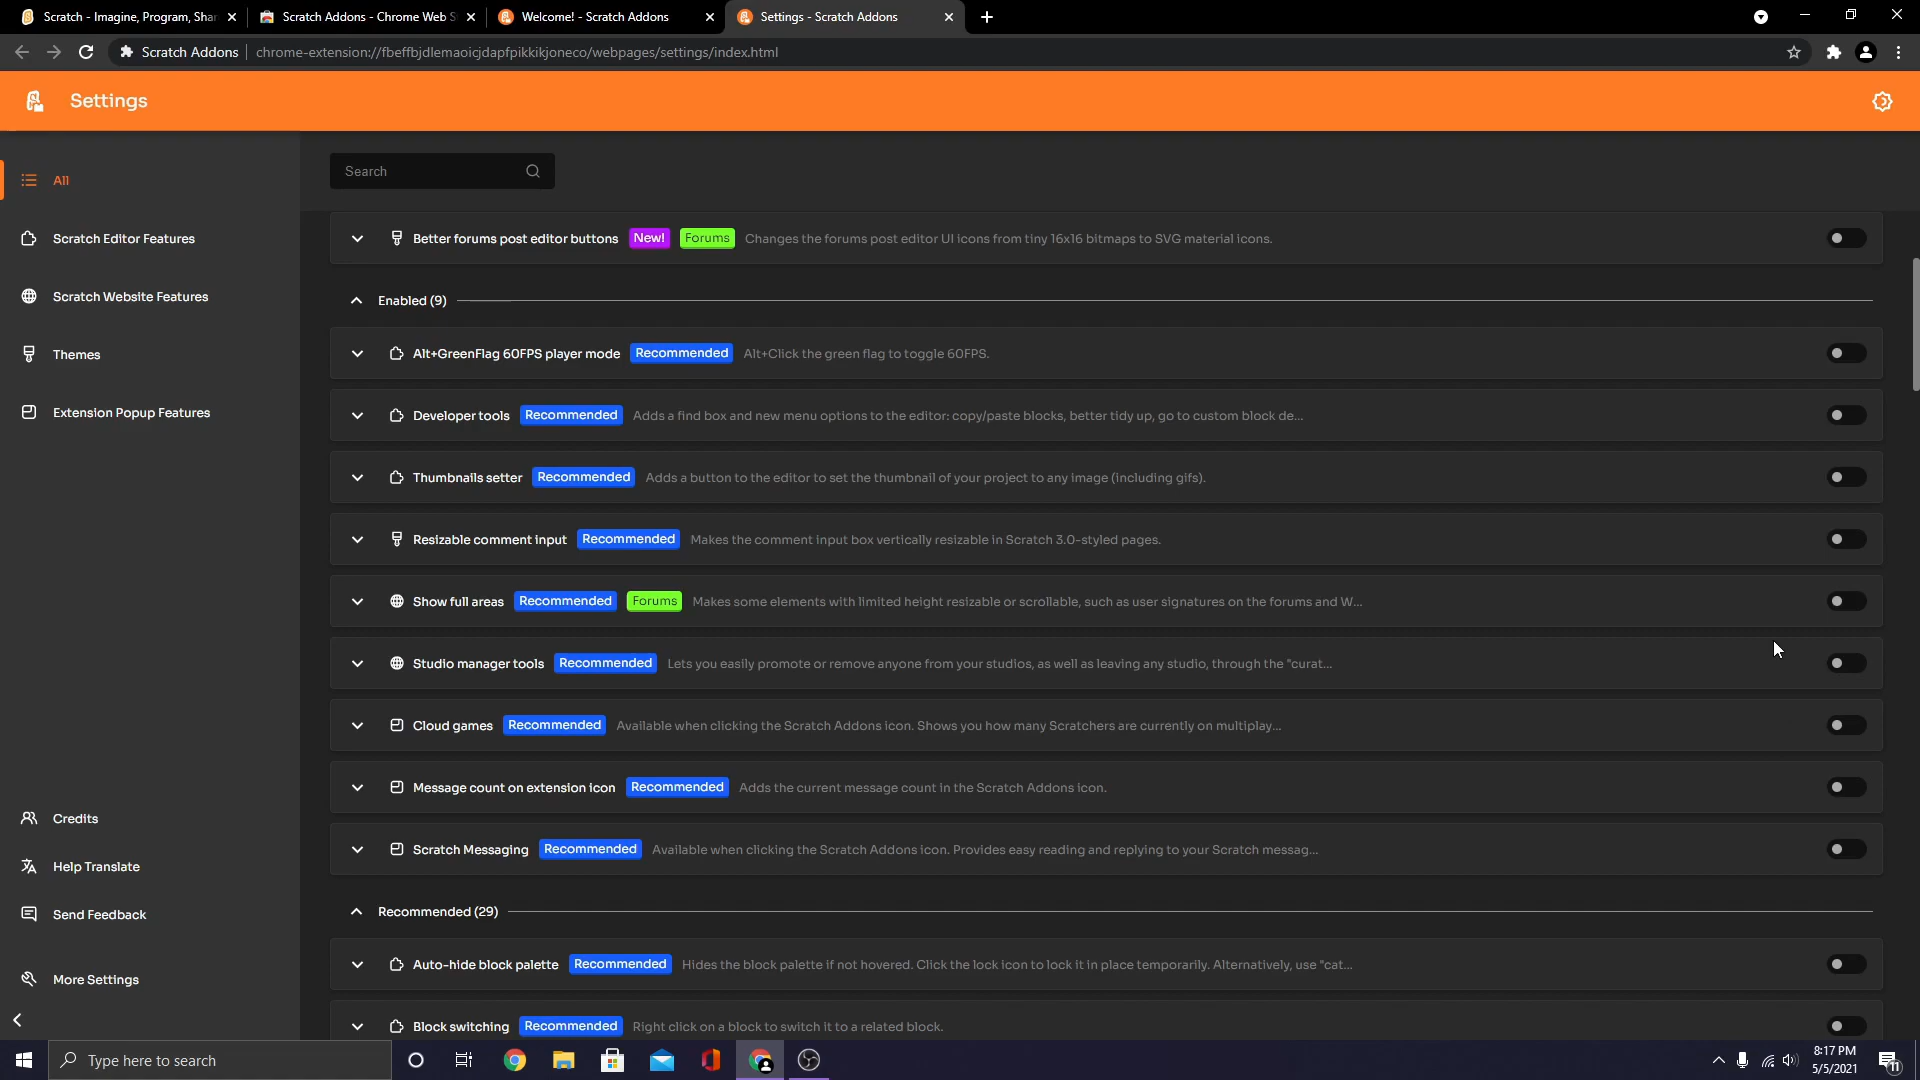 Scratch - Imagine, Program, Shar
Scratch Addons - Chrome Web S
Welcome! - Scratch Addons
Settings - Scratch Addons
Scratch Addons
chrome-extension://fbeffbjdlemaoicjdapfpikkikjoneco/webpages/settings/index.html
Settings
All
Scratch Editor Features
Scratch Website Features
Themes
Extension Popup Features
Credits
Help Translate
Send Feedback
More Settings
Search
Better forums post editor buttons New! Forums Changes the forums post editor UI icons from tiny 16x16 bitmaps to SVG material icons.
Enabled (9)
Alt+GreenFlag 60FPS player mode Recommended Alt+Click the green flag to toggle 60FPS.
Developer tools Recommended Adds a find box and new menu options to the editor: copy/paste blocks, better tidy up, go to custom block de...
Thumbnails setter Recommended Adds a button to the editor to set the thumbnail of your project to any image (including gifs).
Resizable comment input Recommended Makes the comment input box vertically resizable in Scratch 3.0-styled pages.
Show full areas Recommended Forums Makes some elements with limited height resizable or scrollable, such as user signatures on the forums and W...
Studio manager tools Recommended Lets you easily promote or remove anyone from your studios, as well as leaving any studio, through the "curat...
Cloud games Recommended Available when clicking the Scratch Addons icon. Shows you how many Scratchers are currently on multiplay...
Message count on extension icon Recommended Adds the current message count in the Scratch Addons icon.
Scratch Messaging Recommended Available when clicking the Scratch Addons icon. Provides easy reading and replying to your Scratch messag...
Recommended (29)
Auto-hide block palette Recommended Hides the block palette if not hovered. Click the lock icon to lock it in place temporarily. Alternatively, use "cat...
Block switching Recommended Right click on a block to switch it to a related block.
Type here to search
8:17 PM
5/5/2021
11